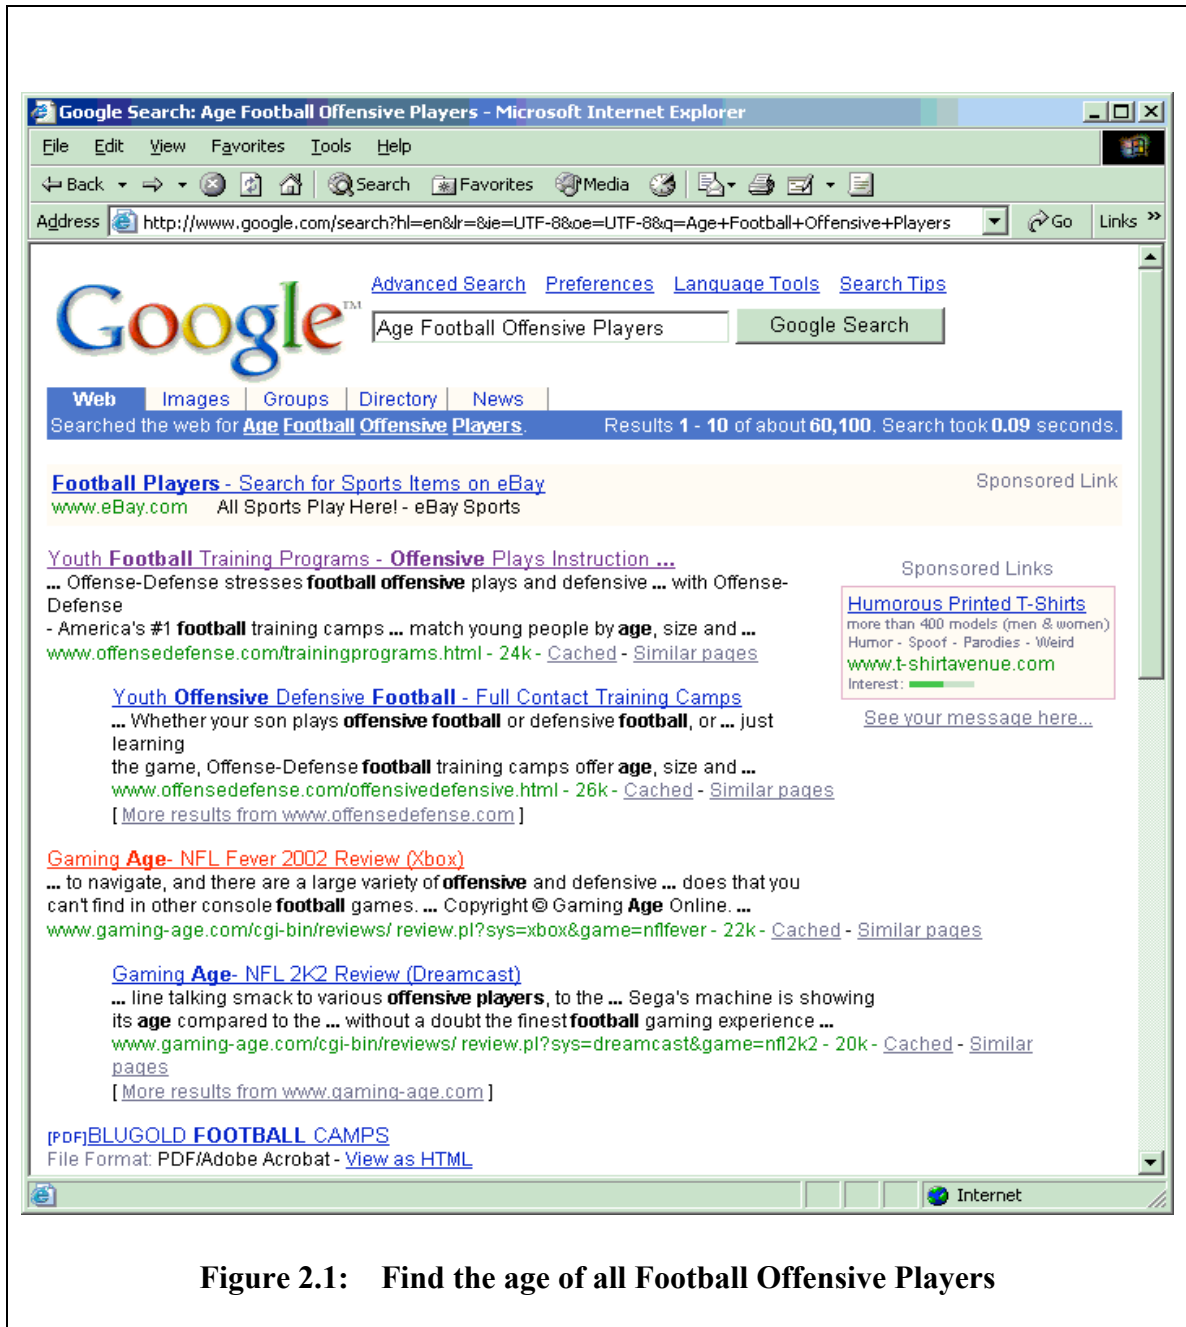 Google Search: Age Football Offensive Players - Microsoft Internet Explorer
File Edit View Favorites Tools Help
Back Search Favorites Media
Address http://www.google.com/search?hl=en&lr=&ie=UTF-8&oe=UTF-8&q=Age+Football+Offensive+Players Go Links »
Google™
Advanced Search Preferences Language Tools Search Tips
Age Football Offensive Players Google Search
Web Images Groups Directory News
Searched the web for Age Football Offensive Players. Results 1 - 10 of about 60,100. Search took 0.09 seconds.
Football Players - Search for Sports Items on eBay Sponsored Link
www.eBay.com All Sports Play Here! - eBay Sports
Youth Football Training Programs - Offensive Plays Instruction ...
... Offense-Defense stresses football offensive plays and defensive ... with Offense-
Defense
- America's #1 football training camps ... match young people by age, size and ...
www.offensedefense.com/trainingprograms.html - 24k - Cached - Similar pages
Sponsored Links
Humorous Printed T-Shirts
more than 400 models (men & women)
Humor - Spoof - Parodies - Weird
www.t-shirtavenue.com
Interest:
See your message here...
Youth Offensive Defensive Football - Full Contact Training Camps
... Whether your son plays offensive football or defensive football, or ... just
learning
the game, Offense-Defense football training camps offer age, size and ...
www.offensedefense.com/offensivedefensive.html - 26k - Cached - Similar pages
[ More results from www.offensedefense.com ]
Gaming Age- NFL Fever 2002 Review (Xbox)
... to navigate, and there are a large variety of offensive and defensive ... does that you
can't find in other console football games. ... Copyright © Gaming Age Online. ...
www.gaming-age.com/cgi-bin/reviews/ review.pl?sys=xbox&game=nflfever - 22k - Cached - Similar pages
Gaming Age- NFL 2K2 Review (Dreamcast)
... line talking smack to various offensive players, to the ... Sega's machine is showing
its age compared to the ... without a doubt the finest football gaming experience ...
www.gaming-age.com/cgi-bin/reviews/ review.pl?sys=dreamcast&game=nfl2k2 - 20k - Cached - Similar
pages
[ More results from www.gaming-age.com ]
[PDF]BLUGOLD FOOTBALL CAMPS
File Format: PDF/Adobe Acrobat - View as HTML
Internet
Figure 2.1: Find the age of all Football Offensive Players